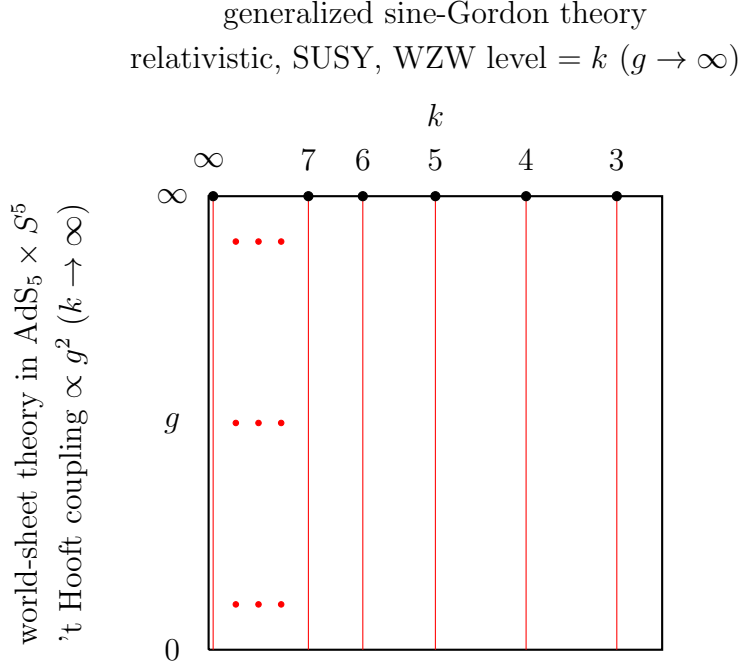 generalized sine-Gordon theory
relativistic, SUSY, WZW level = k (g → ∞)
k
∞ 7 6 5 4 3
∞
g
0
world-sheet theory in AdS₅ × S⁵
't Hooft coupling ∝ g² (k → ∞)